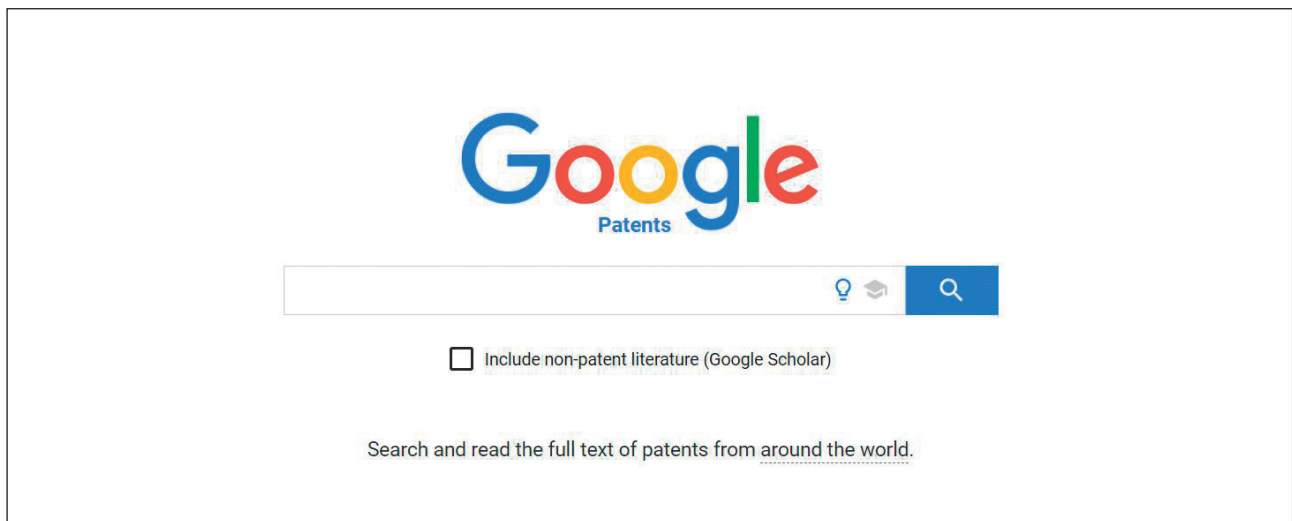 Google
Patents
Include non-patent literature (Google Scholar)
Search and read the full text of patents from around the world.